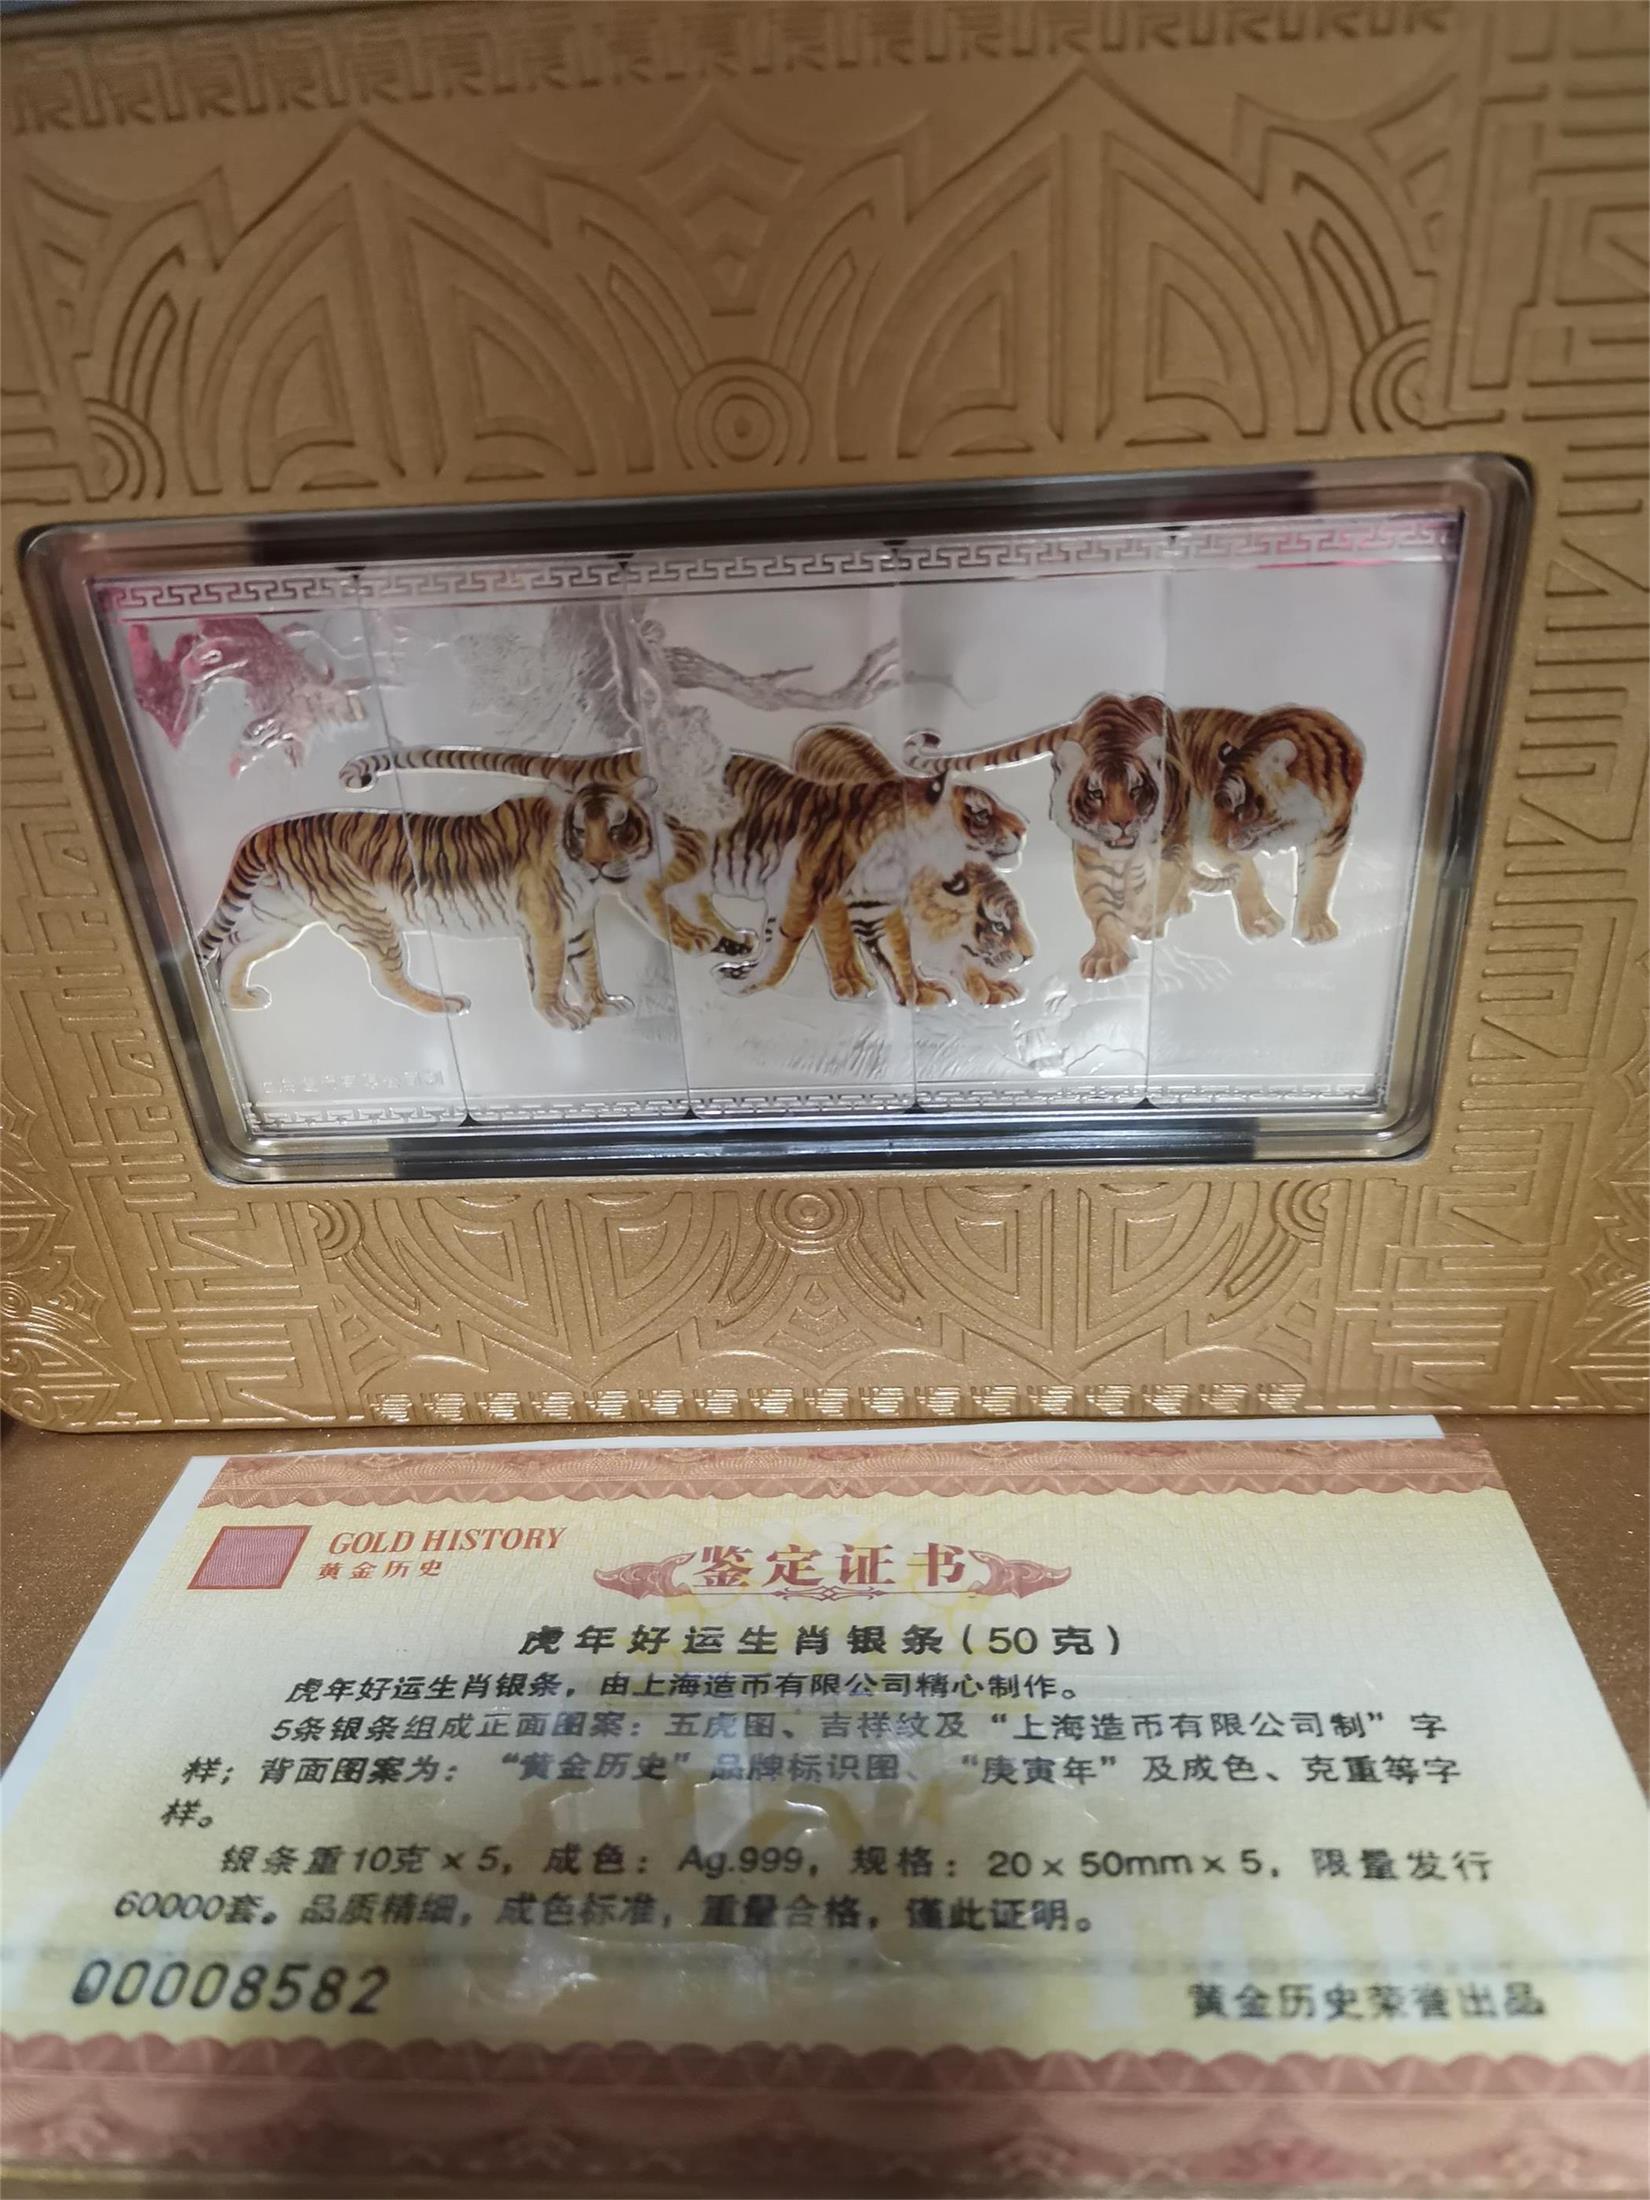 GOLD HISTORY
黄金历史
鉴定证书
虎年好运生肖银条(50克)
虎年好运生肖银条，由上海造币有限公司精心制作。
5条银条组成正面图案：五虎图、吉祥纹及“上海造币有限公司制”字
样；背面图案为：“黄金历史”品牌标识图、“庚寅年”及成色、克重等字
样。
银条重10克×5，成色：Ag.999，规格：20×50mm×5，限量发行
60000套。品质精细，成色标准，重量合格，谨此证明。
00008582
黄金历史荣誉出品